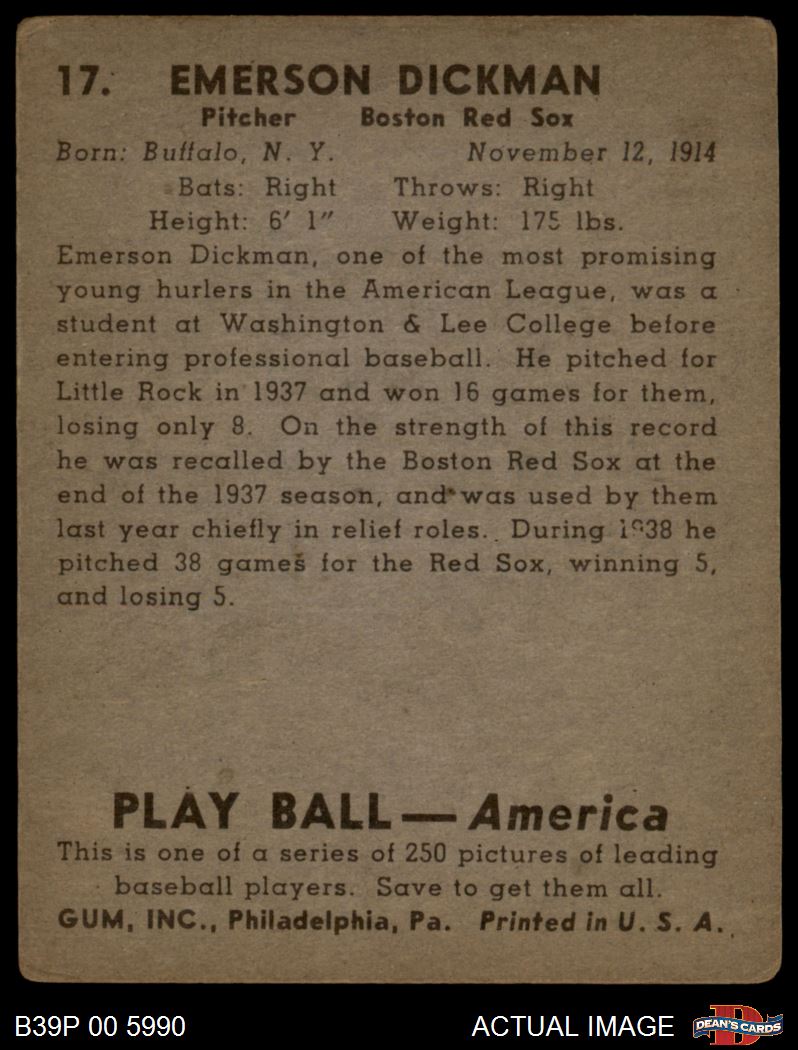 17. EMERSON DICKMAN
Pitcher Boston Red Sox
Born: Buffalo, N. Y. November 12, 1914
Bats: Right Throws: Right
Height: 6' 1" Weight: 175 lbs.
Emerson Dickman, one of the most promising
young hurlers in the American League, was a
student at Washington & Lee College before
entering professional baseball. He pitched for
Little Rock in 1937 and won 16 games for them,
losing only 8. On the strength of this record
he was recalled by the Boston Red Sox at the
end of the 1937 season, and was used by them
last year chiefly in relief roles. During 1938 he
pitched 38 games for the Red Sox, winning 5,
and losing 5.
PLAY BALL—America
This is one of a series of 250 pictures of leading
baseball players. Save to get them all.
GUM, INC., Philadelphia, Pa. Printed in U. S. A.
B39P 00 5990 ACTUAL IMAGE D DEAN'S CARDS